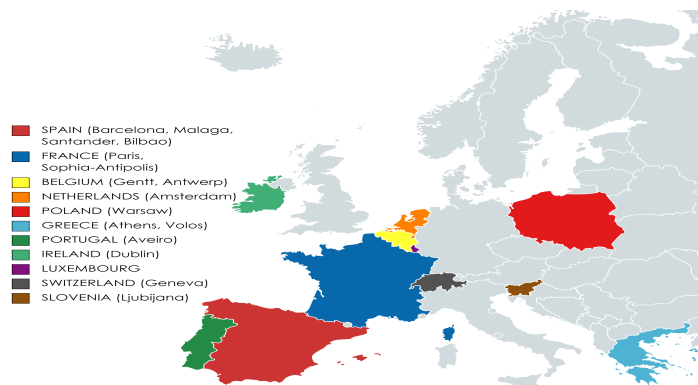 SPAIN (Barcelona, Malaga,
Santander, Bilbao)
FRANCE (Paris,
Sophia-Antipolis)
BELGIUM (Gentt, Antwerp)
NETHERLANDS (Amsterdam)
POLAND (Warsaw)
GREECE (Athens, Volos)
PORTUGAL (Aveiro)
IRELAND (Dublin)
LUXEMBOURG
SWITZERLAND (Geneva)
SLOVENIA (Ljubijana)